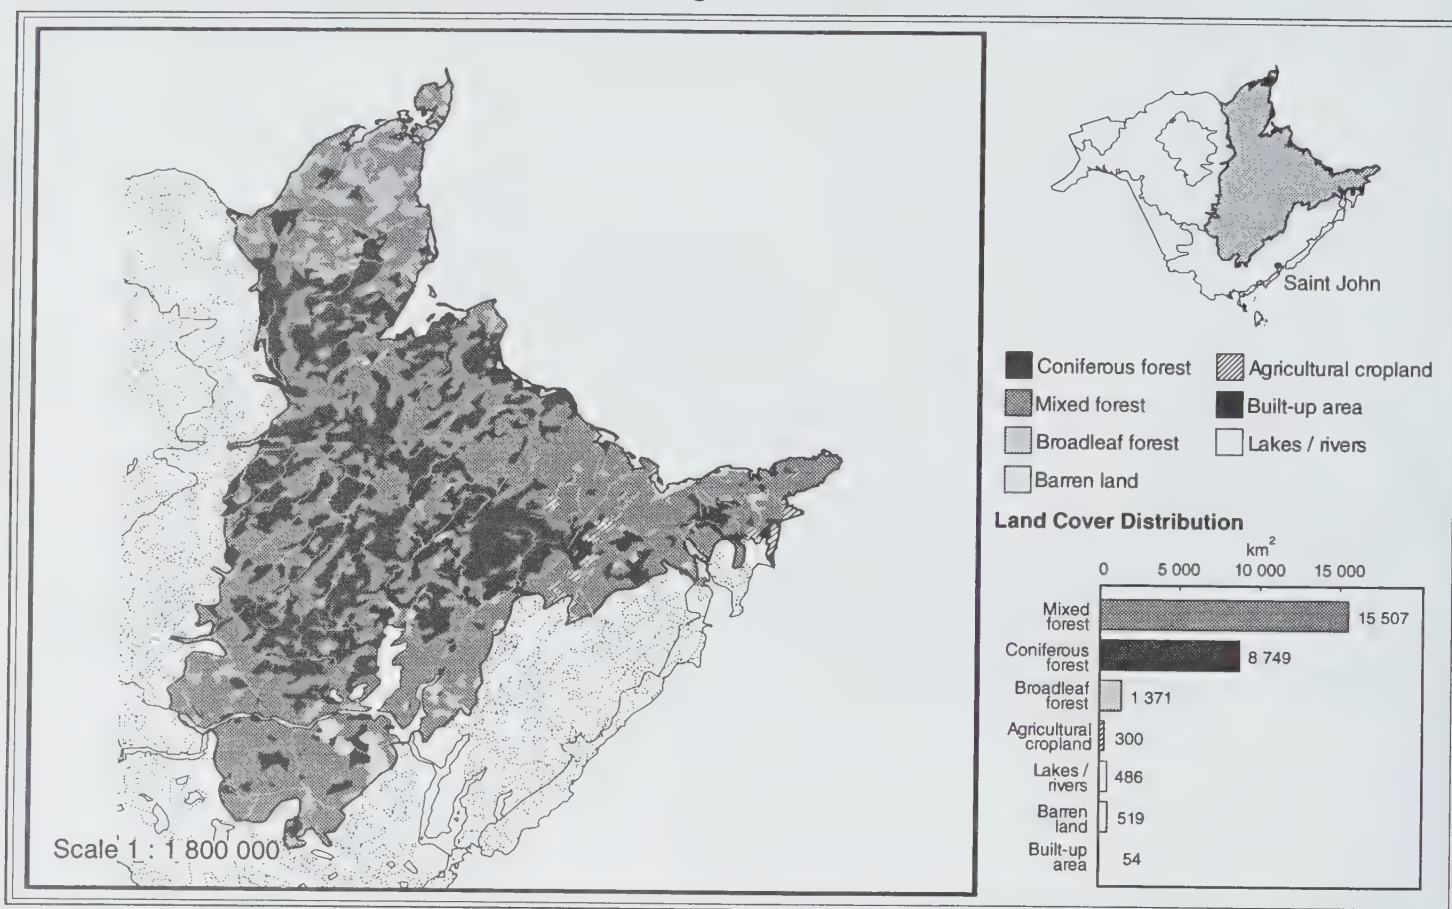 Saint John
Coniferous forest
Mixed forest
Broadleaf forest
Barren land
Agricultural cropland
Built-up area
Lakes / rivers
Land Cover Distribution
km2
0 5 000 10 000 15 000
Mixed
forest
15 507
Coniferous
forest
8 749
Broadleaf
forest
1 371
Agricultural
cropland
300
Lakes /
rivers
486
Barren
land
519
Built-up
area
54
Scale 1 : 1 800 000